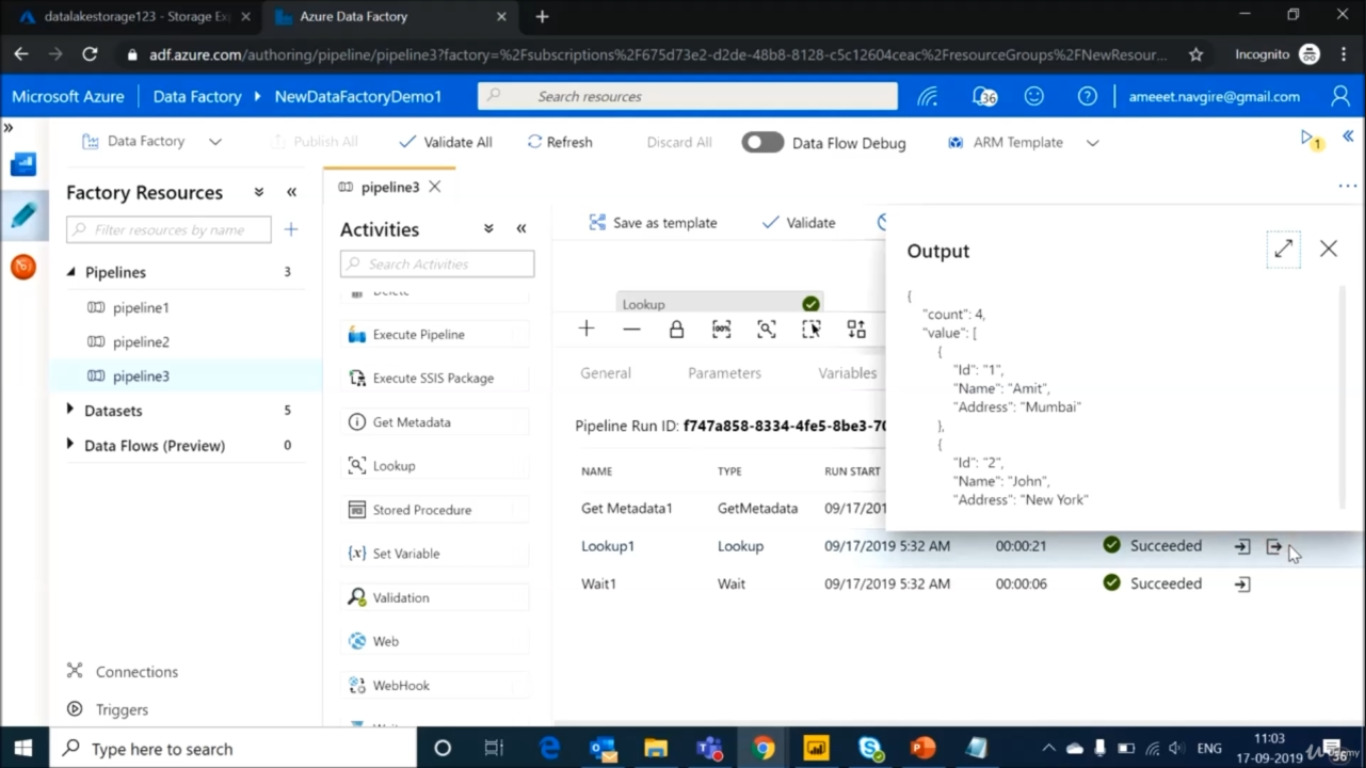 datalakestorage123 - Storage Ex
Azure Data Factory
adf.azure.com/authoring/pipeline/pipeline3?factory=%2Fsubscriptions%2F675d73e2-d2de-48b8-8128-c5c12604ceac%2FresourceGroups%2FNewResour...
Incognito
Microsoft Azure
Data Factory
NewDataFactoryDemo1
Search resources
36
ameeet.navgire@gmail.com
Data Factory
Publish All
Validate All
Refresh
Discard All
Data Flow Debug
ARM Template
1
Factory Resources
Filter resources by name
Pipelines 3
pipeline1
pipeline2
pipeline3
Datasets 5
Data Flows (Preview) 0
Connections
Triggers
pipeline3
Activities
Search Activities
Delete
Execute Pipeline
Execute SSIS Package
Get Metadata
Lookup
Stored Procedure
Set Variable
Validation
Web
WebHook
Save as template
Validate
Lookup
100%
General
Parameters
Variables
Pipeline Run ID: f747a858-8334-4fe5-8be3-70
NAME TYPE RUN START
Get Metadata1 GetMetadata 09/17/201
Lookup1 Lookup 09/17/2019 5:32 AM 00:00:21 Succeeded
Wait1 Wait 09/17/2019 5:32 AM 00:00:06 Succeeded
Output
{
"count": 4,
"value": [
{
"Id": "1",
"Name": "Amit",
"Address": "Mumbai"
},
{
"Id": "2",
"Name": "John",
"Address": "New York"
Type here to search
ENG
11:03
17-09-2019
36